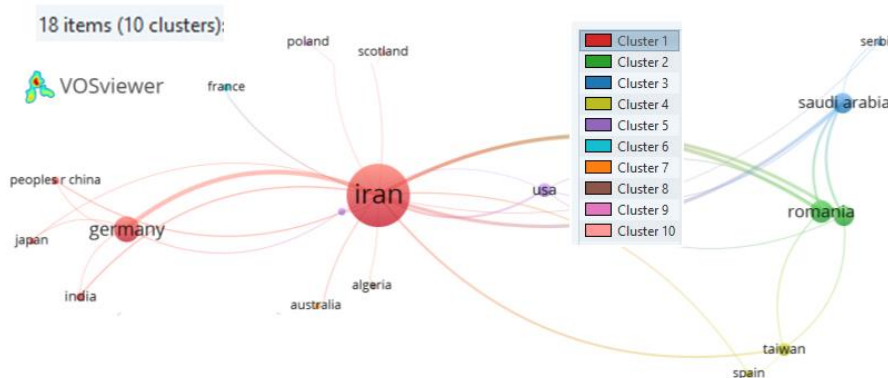 18 items (10 clusters):
VOSviewer
poland
scotland
france
peoples r china
germany
japan
india
iran
usa
algeria
australia
Cluster 1
Cluster 2
Cluster 3
Cluster 4
Cluster 5
Cluster 6
Cluster 7
Cluster 8
Cluster 9
Cluster 10
serbi
saudi arabia
romania
taiwan
spain